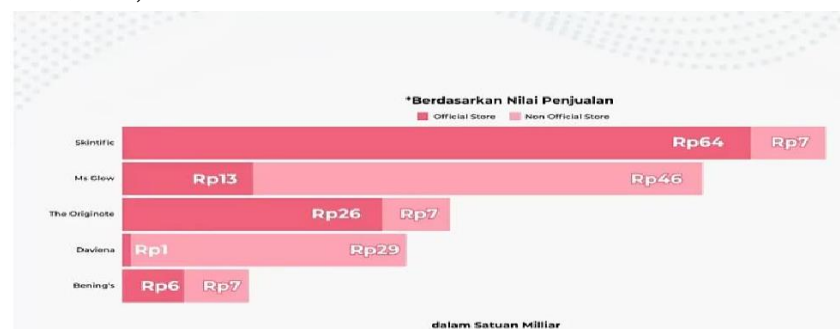 *Berdasarkan Nilai Penjualan
Official Store Non Official Store
Skintific Rp64 Rp7
Ms Glow Rp13 Rp46
The Originote Rp26 Rp7
Daviena Rp1 Rp29
Bening's Rp6 Rp7
dalam Satuan Milliar